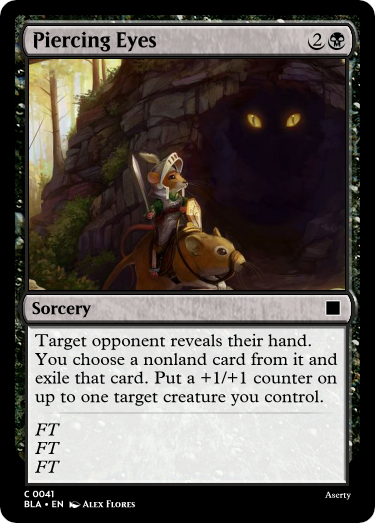 Piercing Eyes 2
Sorcery
Target opponent reveals their hand.
You choose a nonland card from it and
exile that card. Put a +1/+1 counter on
up to one target creature you control.
FT
FT
FT
C 0041
BLA • EN Alex Flores
Aserty